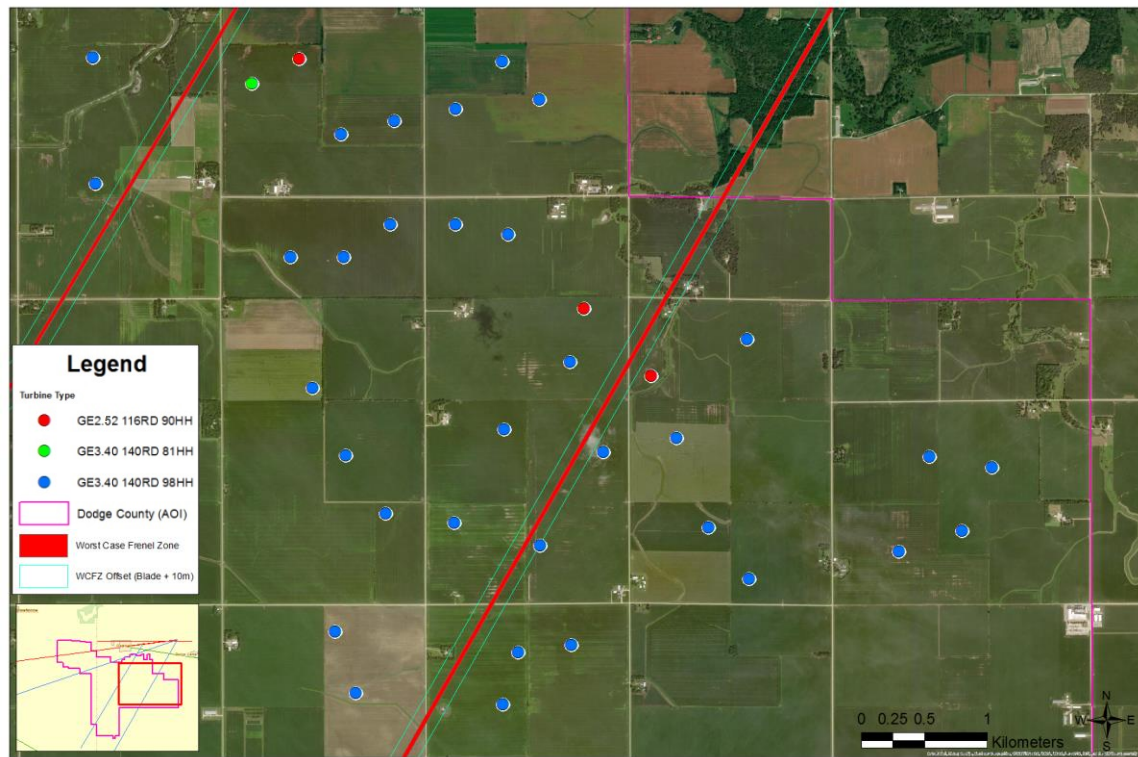 Legend
Turbine Type
GE2.52 116RD 90HH
GE3.40 140RD 81HH
GE3.40 140RD 98HH
Dodge County (AOI)
Worst Case Frenel Zone
WCFZ Offset (Blade + 10m)
N
W E
S
0 0.25 0.5 1
Kilometers